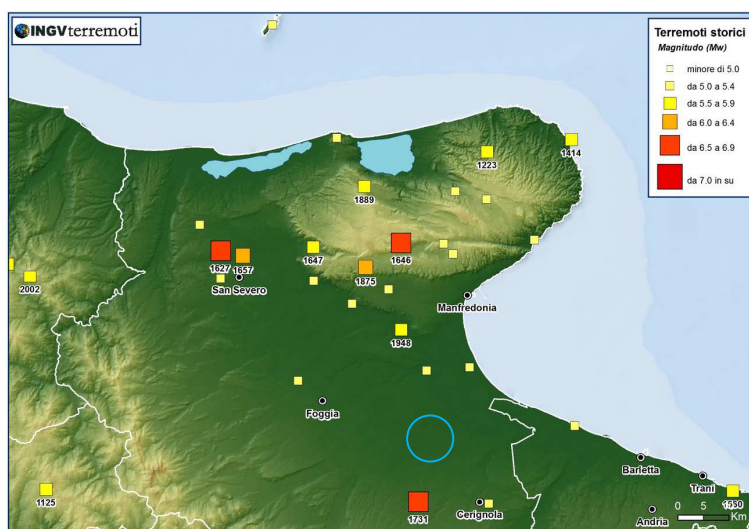 INGVterremoti
Terremoti storici
Magnitudo (Mw)
minore di 5.0
da 5.0 a 5.4
da 5.5 a 5.9
da 6.0 a 6.4
da 6.5 a 6.9
da 7.0 in su
1414
1223
1889
1646
1647
1627
1657
1875
2002
San Severo
Manfredonia
1948
Foggia
Barletta
Trani
1125
1560
1731
Cerignola
Andria
0 5 10
Km